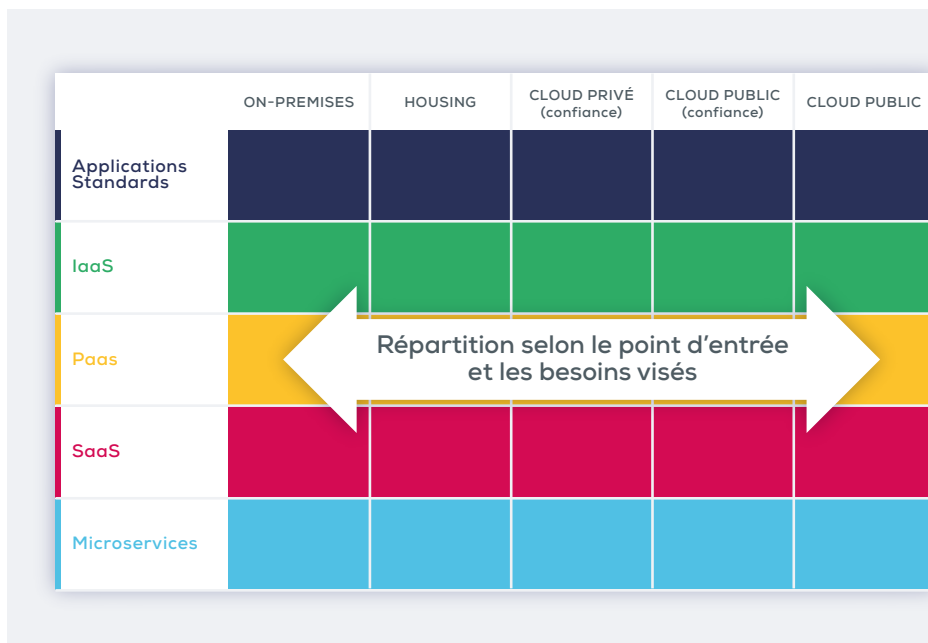 ON-PREMISES
HOUSING
CLOUD PRIVÉ
(confiance)
CLOUD PUBLIC
(confiance)
CLOUD PUBLIC
Applications
Standards
IaaS
Paas
Répartition selon le point d’entrée
et les besoins visés
SaaS
Microservices